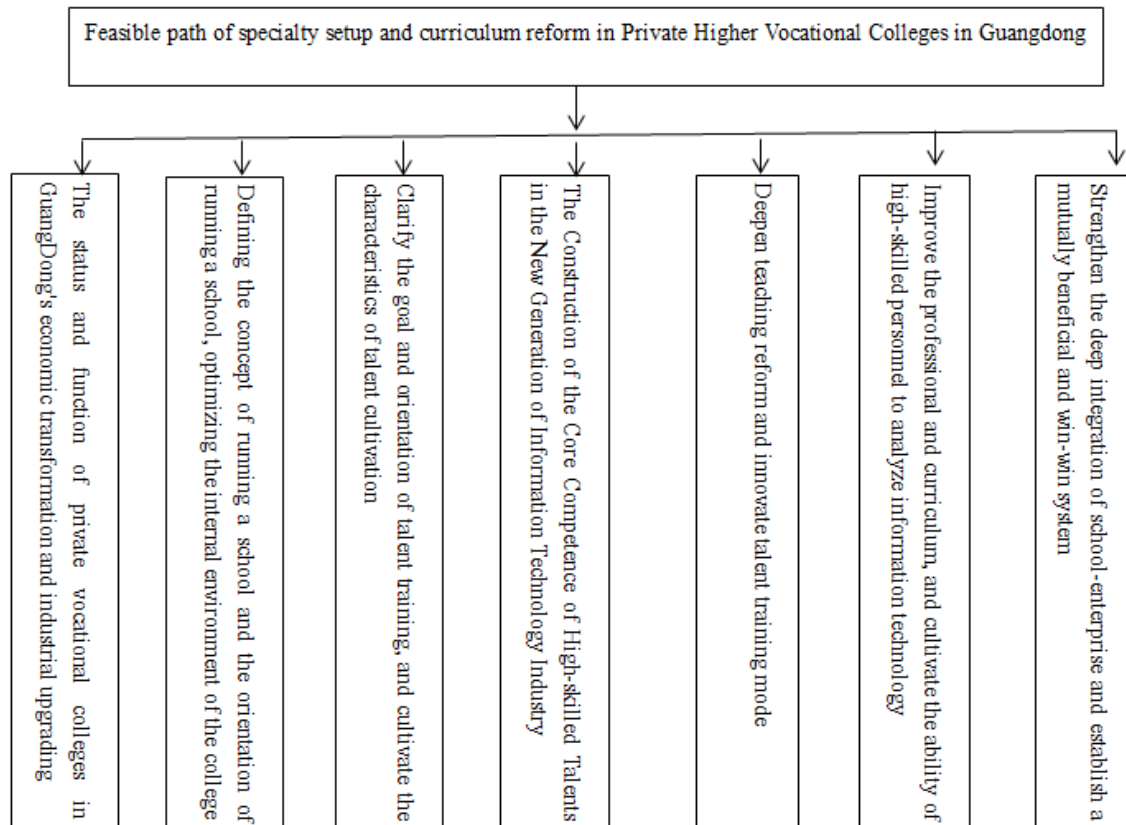 Feasible path of specialty setup and curriculum reform in Private Higher Vocational Colleges in Guangdong
The status and function of private vocational colleges in
GuangDong's economic transformation and industrial upgrading
Defining the concept of running a school and the orientation of
running a school, optimizing the internal environment of the college
Clarify the goal and orientation of talent training, and cultivate the
characteristics of talent cultivation
The Construction of the Core Competence of High-skilled Talents
in the New Generation of Information Technology Industry
Deepen teaching reform and innovate talent training mode
Improve the professional and curriculum, and cultivate the ability of
high-skilled personnel to analyze information technology
Strengthen the deep integration of school-enterprise and establish a
mutually beneficial and win-win system